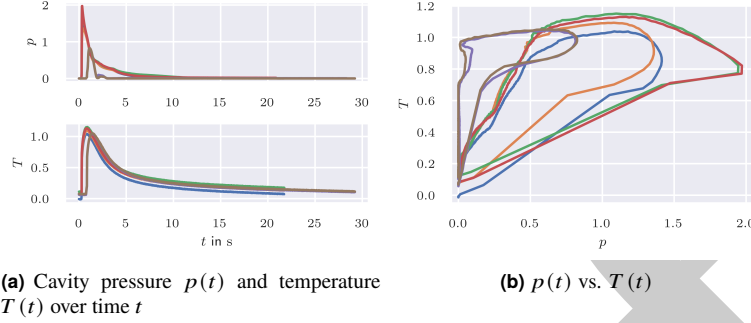 2
p 1
0
0 5 10 15 20 25 30
1.0
T 0.5
0.0
0 5 10 15 20 25 30
t in s
1.2
1.0
0.8
T 0.6
0.4
0.2
0.0
0.0 0.5 1.0 1.5 2.0
p
(a) Cavity pressure p(t) and temperature
T(t) over time t
(b) p(t) vs. T(t)